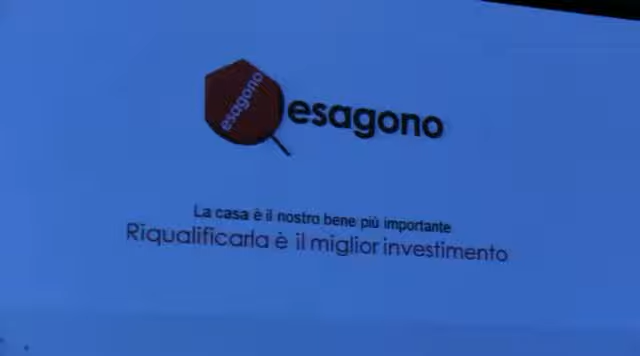 esagono
esagono
La casa è il nostro bene più importante
Riqualificarla è il miglior investimento